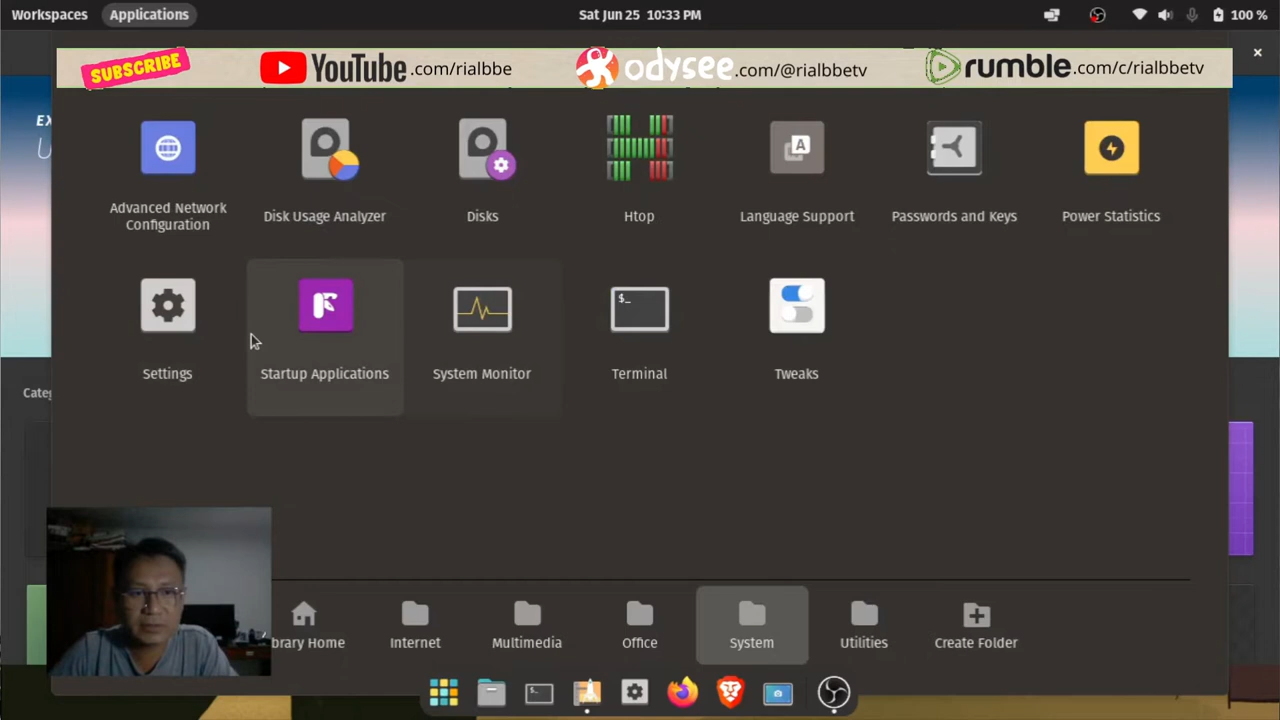 Workspaces Applications Sat Jun 25 10:33 PM 100 %
SUBSCRIBE YouTube.com/rialbbe odysee.com/@rialbbetv rumble.com/c/rialbbetv
EX
U
Advanced Network
Configuration
Disk Usage Analyzer
Disks
Htop
A
Language Support
Passwords and Keys
Power Statistics
Settings
Startup Applications
System Monitor
$_
Terminal
Tweaks
Categ
brary Home Internet Multimedia Office System Utilities Create Folder